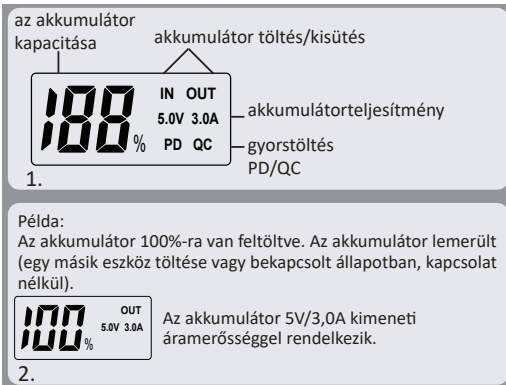 az akkumulátor
kapacitása
akkumulátor töltés/kisütés
188%
IN OUT
5.0V 3.0A
PD QC
akkumulátorteljesítmény
gyorstöltés
PD/QC
1.
Példa:
Az akkumulátor 100%-ra van feltöltve. Az akkumulátor lemerült
(egy másik eszköz töltése vagy bekapcsolt állapotban, kapcsolat
nélkül).
100%
OUT
5.0V 3.0A
Az akkumulátor 5V/3,0A kimeneti
áramerősséggel rendelkezik.
2.